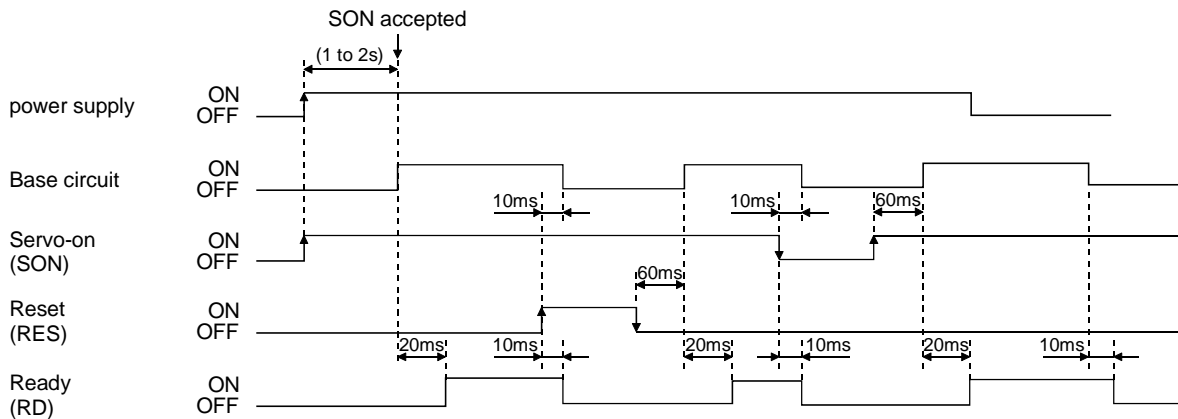 SON accepted
(1 to 2s)
power supply
ON
OFF
Base circuit
ON
OFF
10ms
10ms
60ms
Servo-on
(SON)
ON
OFF
60ms
Reset
(RES)
ON
OFF
20ms
10ms
20ms
10ms
20ms
10ms
Ready
(RD)
ON
OFF